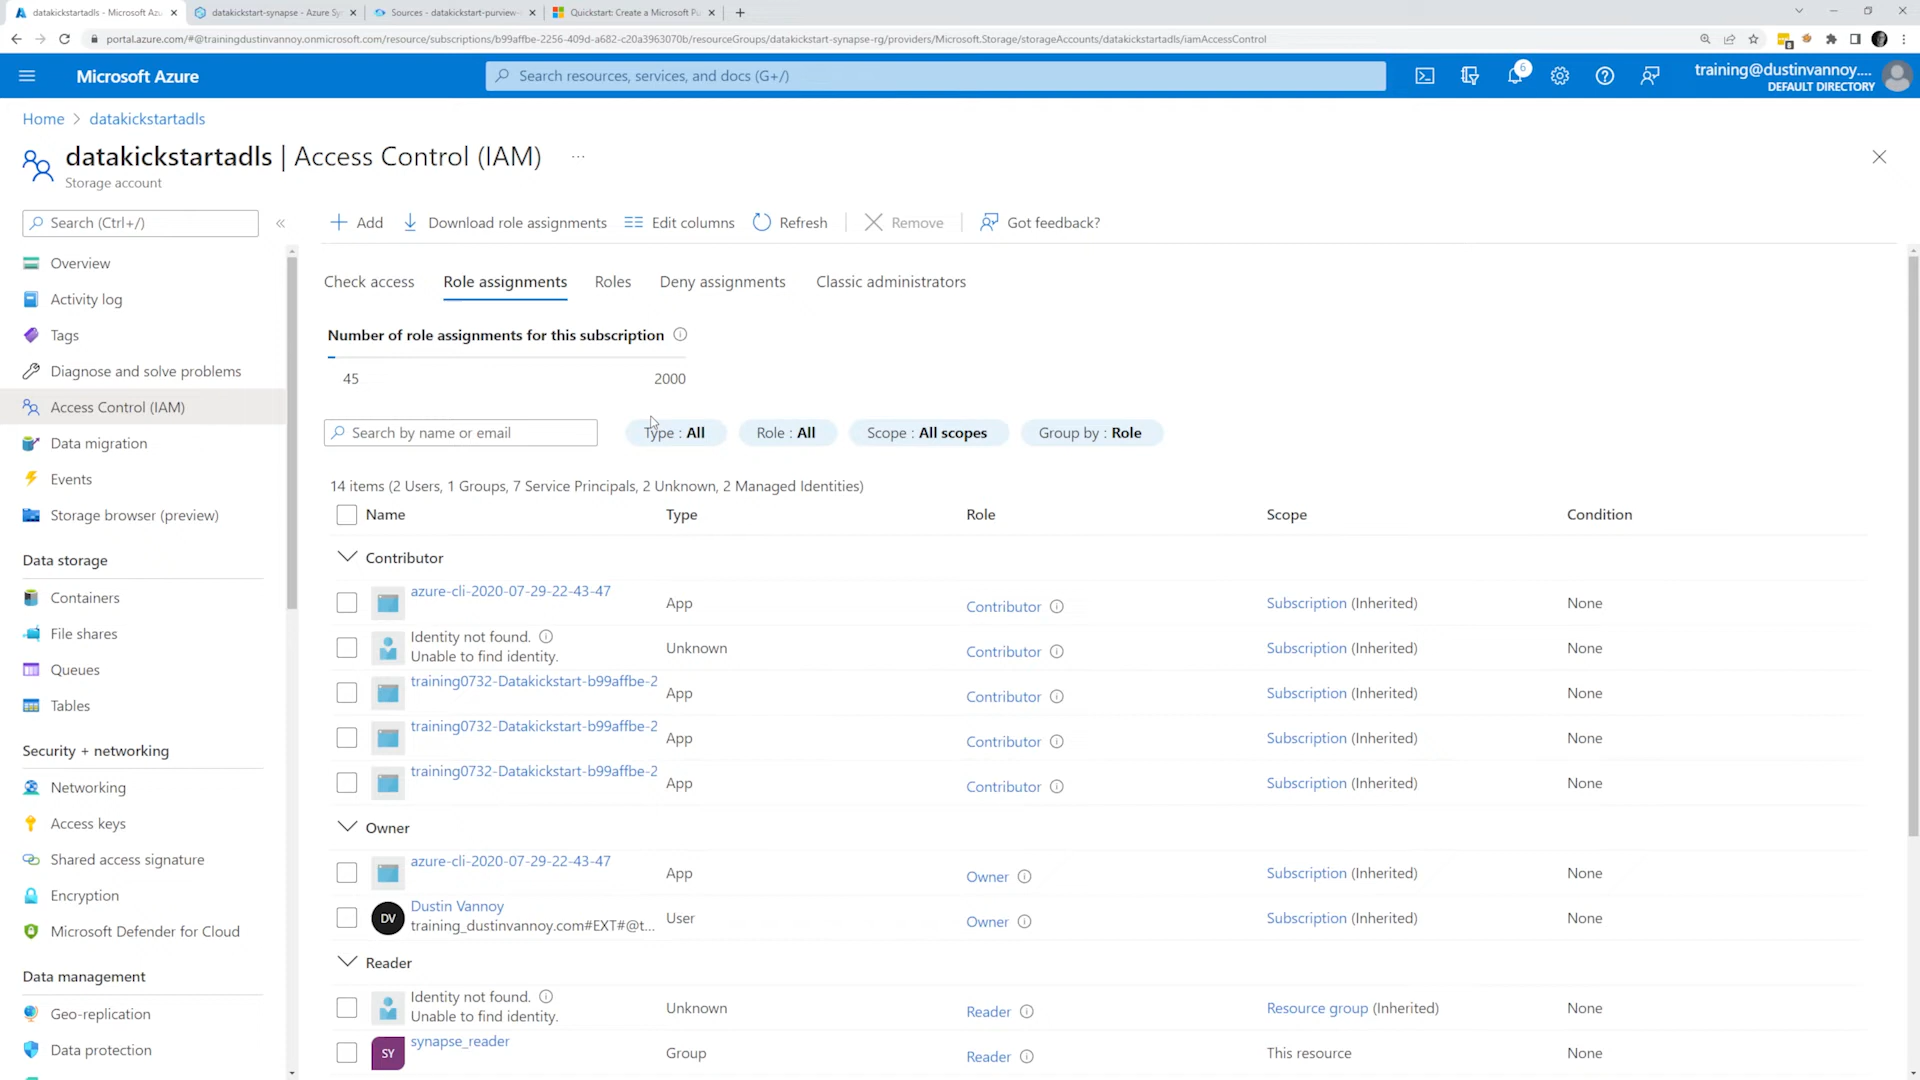 datakickstartadls - Microsoft Azu
datakickstart-synapse - Azure Sy
Sources - datakickstart-purview-
Quickstart: Create a Microsoft Pu
portal.azure.com/#@trainingdustinvannoy.onmicrosoft.com/resource/subscriptions/b99affbe-2256-409d-a682-c20a3963070b/resourceGroups/datakickstart-synapse-rg/providers/Microsoft.Storage/storageAccounts/datakickstartadls/iamAccessControl
Microsoft Azure
Search resources, services, and docs (G+/)
6
training@dustinvannoy....
DEFAULT DIRECTORY
Home > datakickstartadls
datakickstartadls | Access Control (IAM) ...
Storage account
Search (Ctrl+/)
«
Add
Download role assignments
Edit columns
Refresh
Remove
Got feedback?
Overview
Activity log
Tags
Diagnose and solve problems
Access Control (IAM)
Data migration
Events
Storage browser (preview)
Data storage
Containers
File shares
Queues
Tables
Security + networking
Networking
Access keys
Shared access signature
Encryption
Microsoft Defender for Cloud
Data management
Geo-replication
Data protection
Check access
Role assignments
Roles
Deny assignments
Classic administrators
Number of role assignments for this subscription
45
2000
Search by name or email
Type : All
Role : All
Scope : All scopes
Group by : Role
14 items (2 Users, 1 Groups, 7 Service Principals, 2 Unknown, 2 Managed Identities)
Name Type Role Scope Condition
Contributor
azure-cli-2020-07-29-22-43-47
App Contributor Subscription (Inherited) None
Identity not found.
Unable to find identity.
Unknown Contributor Subscription (Inherited) None
training0732-Datakickstart-b99affbe-2
App Contributor Subscription (Inherited) None
training0732-Datakickstart-b99affbe-2
App Contributor Subscription (Inherited) None
training0732-Datakickstart-b99affbe-2
App Contributor Subscription (Inherited) None
Owner
azure-cli-2020-07-29-22-43-47
App Owner Subscription (Inherited) None
DV
Dustin Vannoy
training_dustinvannoy.com#EXT#@t...
User Owner Subscription (Inherited) None
Reader
Identity not found.
Unable to find identity.
Unknown Reader Resource group (Inherited) None
SY
synapse_reader
Group Reader This resource None